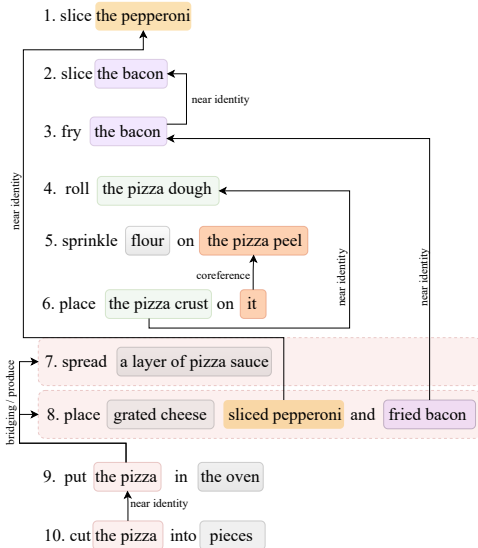 1. slice the pepperoni
2. slice the bacon
near identity
3. fry the bacon
near identity
4. roll the pizza dough
5. sprinkle flour on the pizza peel
coreference
near identity
near identity
6. place the pizza crust on it
7. spread a layer of pizza sauce
bridging / produce
8. place grated cheese sliced pepperoni and fried bacon
9. put the pizza in the oven
near identity
10. cut the pizza into pieces